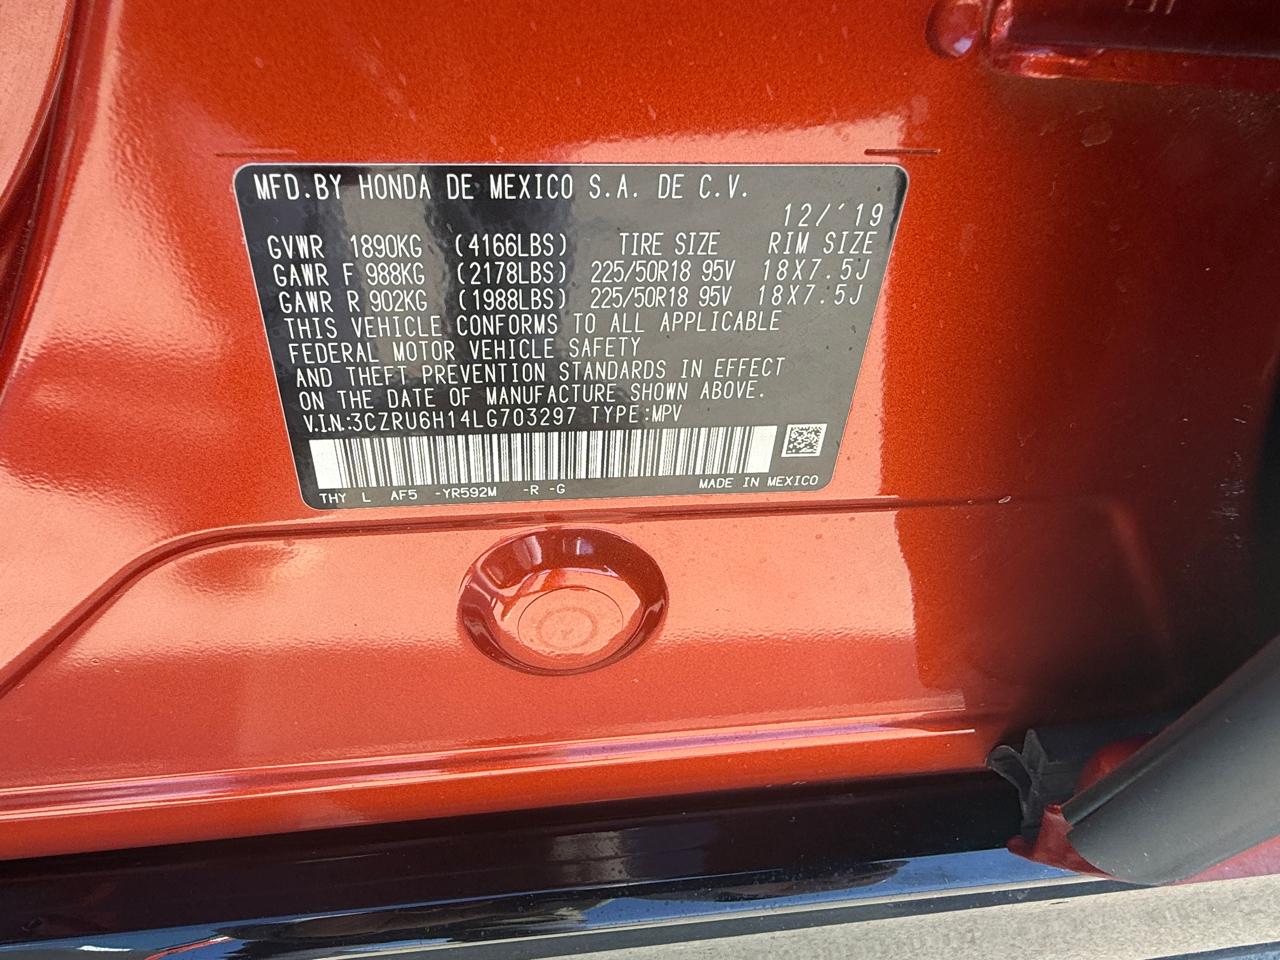 MFD.BY HONDA DE MEXICO S.A. DE C.V.
12/'19
GVWR 1890KG (4166LBS) TIRE SIZE RIM SIZE
GAWR F 988KG (2178LBS) 225/50R18 95V 18X7.5J
GAWR R 902KG (1988LBS) 225/50R18 95V 18X7.5J
THIS VEHICLE CONFORMS TO ALL APPLICABLE
FEDERAL MOTOR VEHICLE SAFETY
AND THEFT PREVENTION STANDARDS IN EFFECT
ON THE DATE OF MANUFACTURE SHOWN ABOVE.
V.I.N:3CZRU6H14LG703297 TYPE:MPV
THY L AF5 -YR592M -R -G MADE IN MEXICO